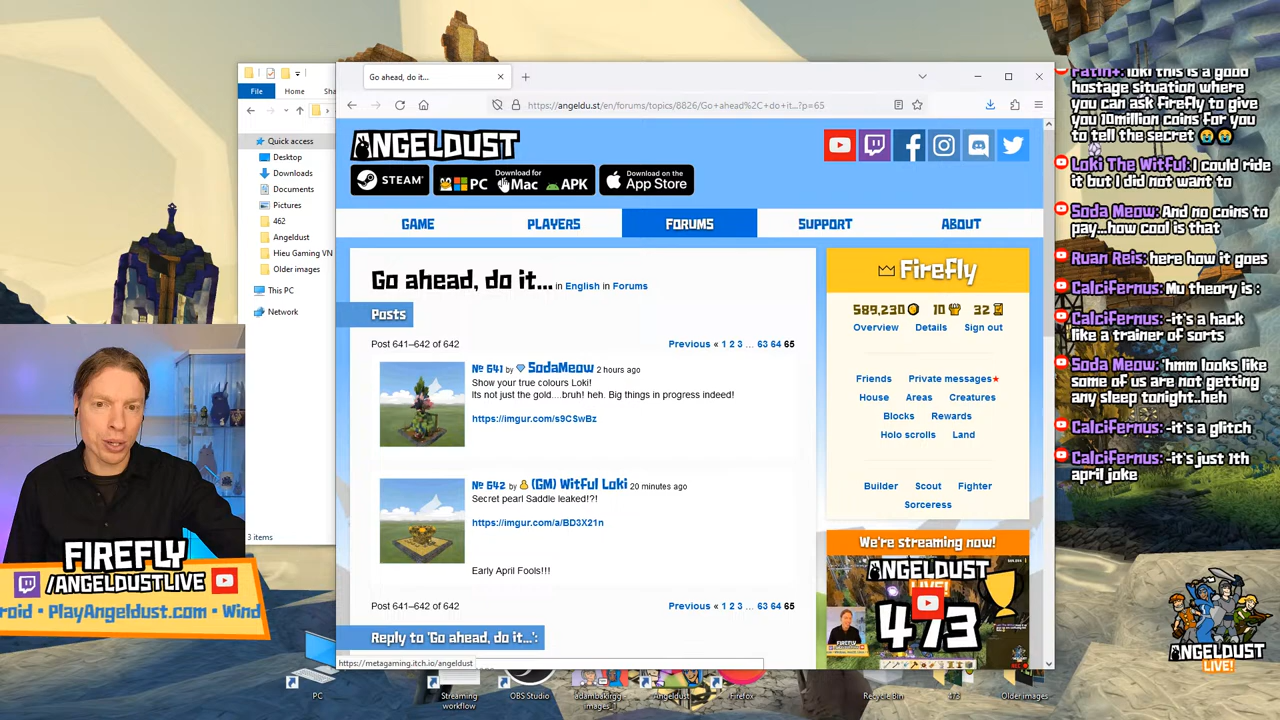 Go ahead, do it...
https://angeldu.st/en/forums/topics/8826/Go+ahead%2C+do+it...?p=65
File
Home
Sha
Quick access
Desktop
Downloads
Documents
Pictures
462
Angeldust
Hieu Gaming VN
Older images
This PC
Network
3 items
ANGELDUST
STEAM
Download for
PC Mac APK
Download on the
App Store
GAME
PLAYERS
FORUMS
SUPPORT
ABOUT
Go ahead, do it... in English in Forums
Posts
Post 641–642 of 642
Previous « 1 2 3 ... 63 64 65
№ 641 by SodaMeow 2 hours ago
Show your true colours Loki!
Its not just the gold....bruh! heh. Big things in progress indeed!
https://imgur.com/s9CSwBz
№ 642 by (GM) Witful Loki 20 minutes ago
Secret pearl Saddle leaked!?!
https://imgur.com/a/BD3X21n
Early April Fools!!!
Post 641–642 of 642
Previous « 1 2 3 ... 63 64 65
Reply to 'Go ahead, do it...':
https://metagaming.itch.io/angeldust
Firefly
589,230 10 32
Overview Details Sign out
Friends Private messages★
House Areas Creatures
Blocks Rewards
Holo scrolls Land
Builder Scout Fighter
Sorceress
We're streaming now!
ANGELDUST
LIVE!
473
loki this is a good
hostage situation where
you can ask Firefly to give
you 10million coins for you
to tell the secret
Loki The Witful: I could ride
it but I did not want to
Soda Meow: And no coins to
pay...how cool is that
Ruan Reis: here how it goes
Calcifernus: Mu theory is :
Calcifernus: -it's a hack
like a trainer of sorts
Soda Meow: 'hmm looks like
some of us are not getting
any sleep tonight..heh
Calcifernus: -it's a glitch
Calcifernus: -it's just 1th
april joke
FIREFLY
/ANGELDUSTLIVE
roid • PlayAngeldust.com • Wind
PC
Streaming
workflow
OBS Studio
adambakirgg_
images_1
Angeldust
Firefox
Recycle Bin
473
Older images
ANGELDUST
LIVE!